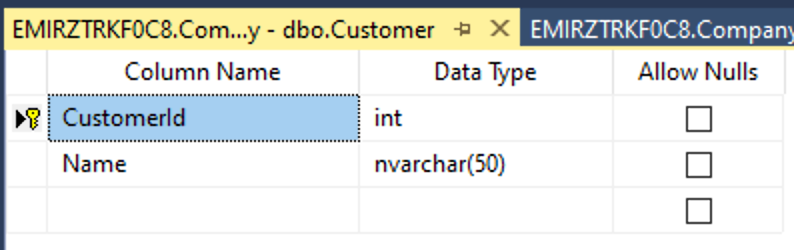 EMIRZTRKF0C8.Com...y - dbo.Customer EMIRZTRKF0C8.Company
Column Name Data Type Allow Nulls
CustomerId int
Name nvarchar(50)